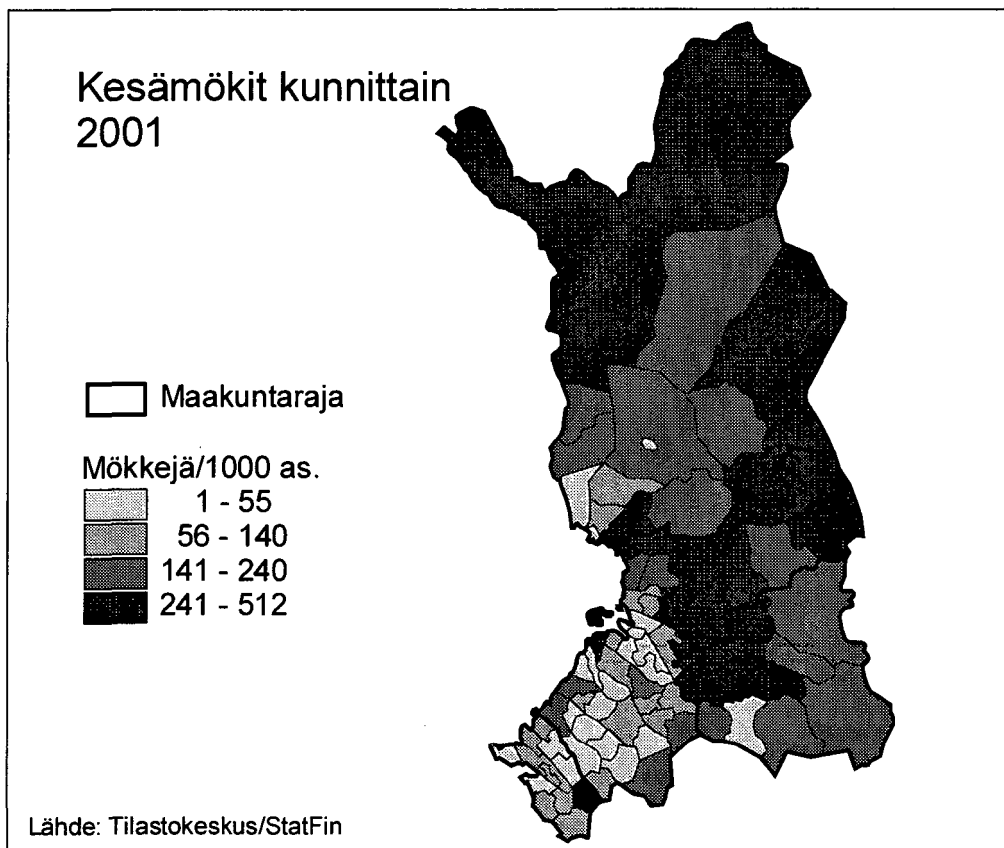 Kesämökit kunnittain
2001
Maakuntaraja
Mökkejä/1000 as.
1 - 55
56 - 140
141 - 240
241 - 512
Lähde: Tilastokeskus/StatFin